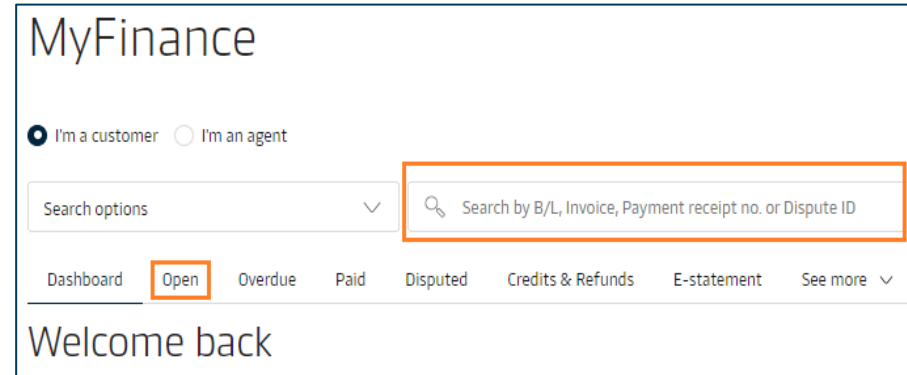 MyFinance
I'm a customer I'm an agent
Search options Search by B/L, Invoice, Payment receipt no. or Dispute ID
Dashboard Open Overdue Paid Disputed Credits & Refunds E-statement See more
Welcome back